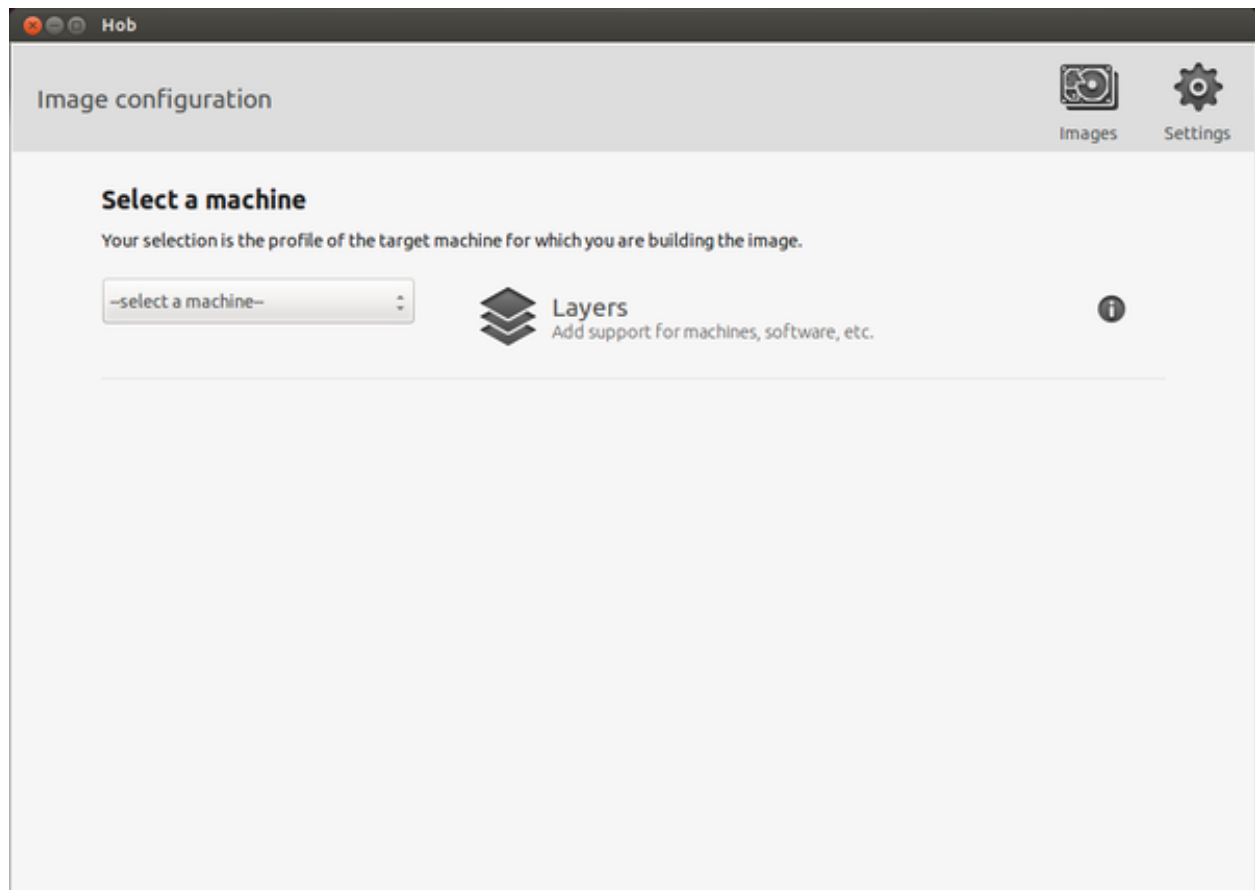 Hob
Image configuration
Images
Settings
Select a machine
Your selection is the profile of the target machine for which you are building the image.
--select a machine--
Layers
Add support for machines, software, etc.